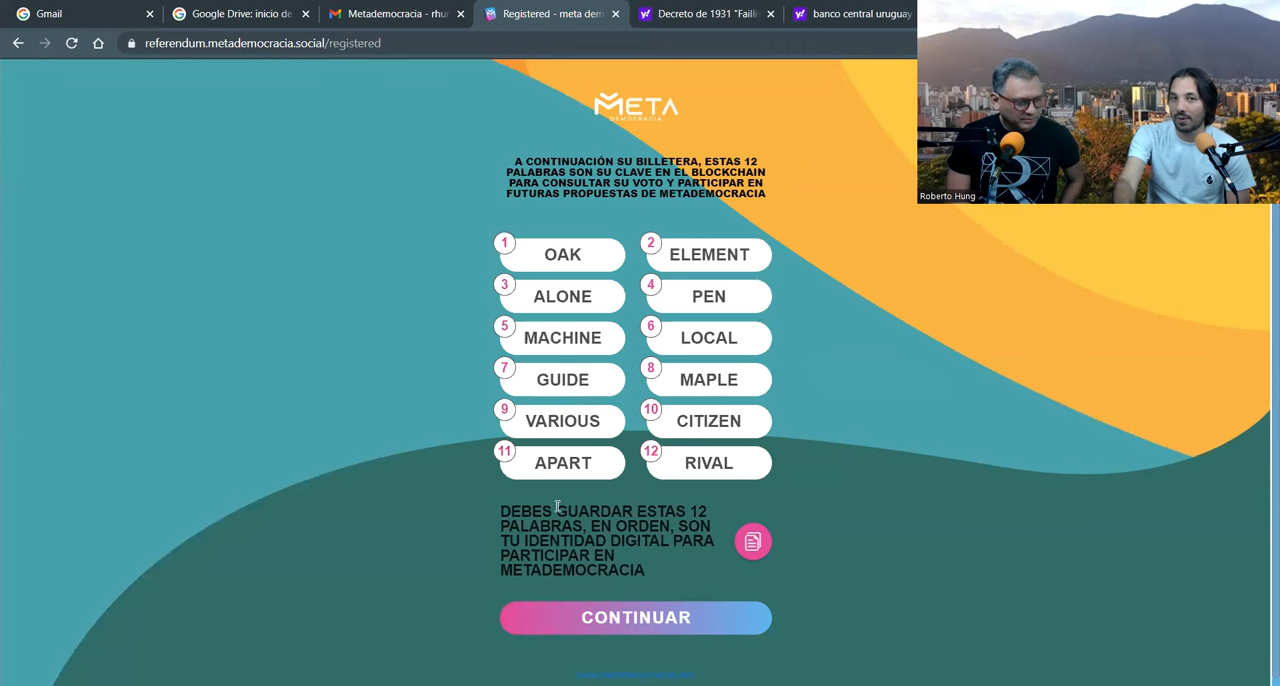 Gmail
Google Drive: inicio de
Metademocracia - rhur
Registered - meta dem
Decreto de 1931 "Failli
banco central uruguay
referendum.metademocracia.social/registered
Roberto Hung
META
DEMOCRACIA
A CONTINUACIÓN SU BILLETERA, ESTAS 12
PALABRAS SON SU CLAVE EN EL BLOCKCHAIN
PARA CONSULTAR SU VOTO Y PARTICIPAR EN
FUTURAS PROPUESTAS DE METADEMOCRACIA
1 OAK
2 ELEMENT
3 ALONE
4 PEN
5 MACHINE
6 LOCAL
7 GUIDE
8 MAPLE
9 VARIOUS
10 CITIZEN
11 APART
12 RIVAL
DEBES GUARDAR ESTAS 12
PALABRAS, EN ORDEN, SON
TU IDENTIDAD DIGITAL PARA
PARTICIPAR EN
METADEMOCRACIA
CONTINUAR